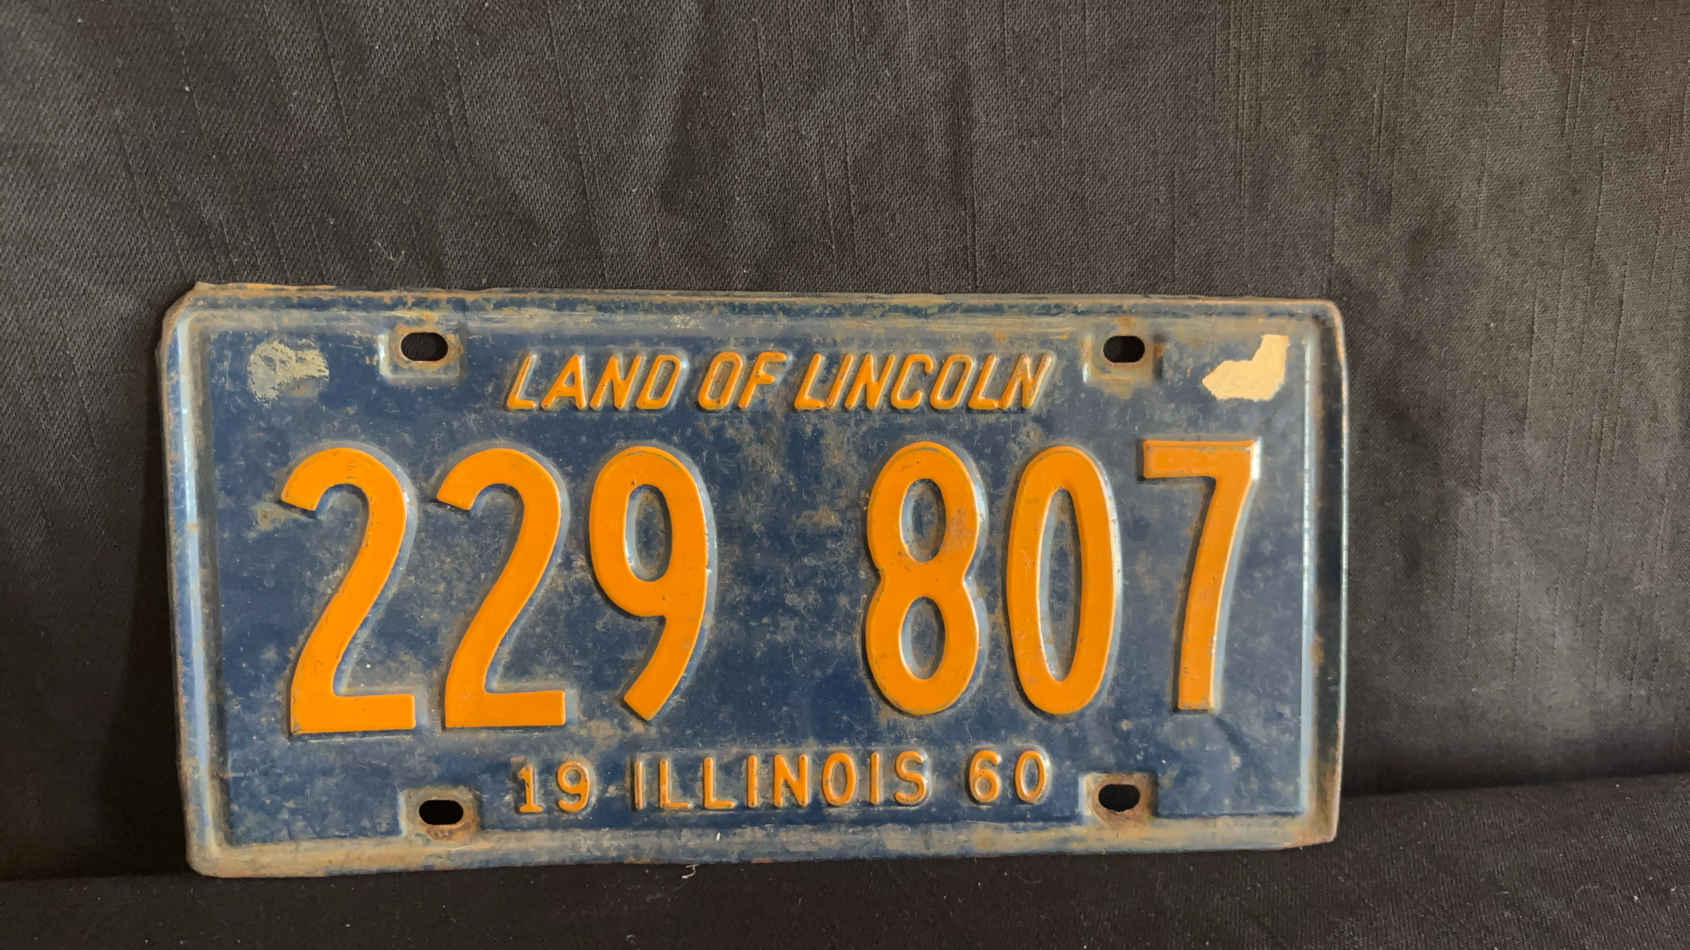 LAND OF LINCOLN
229 807
19 ILLINOIS 60